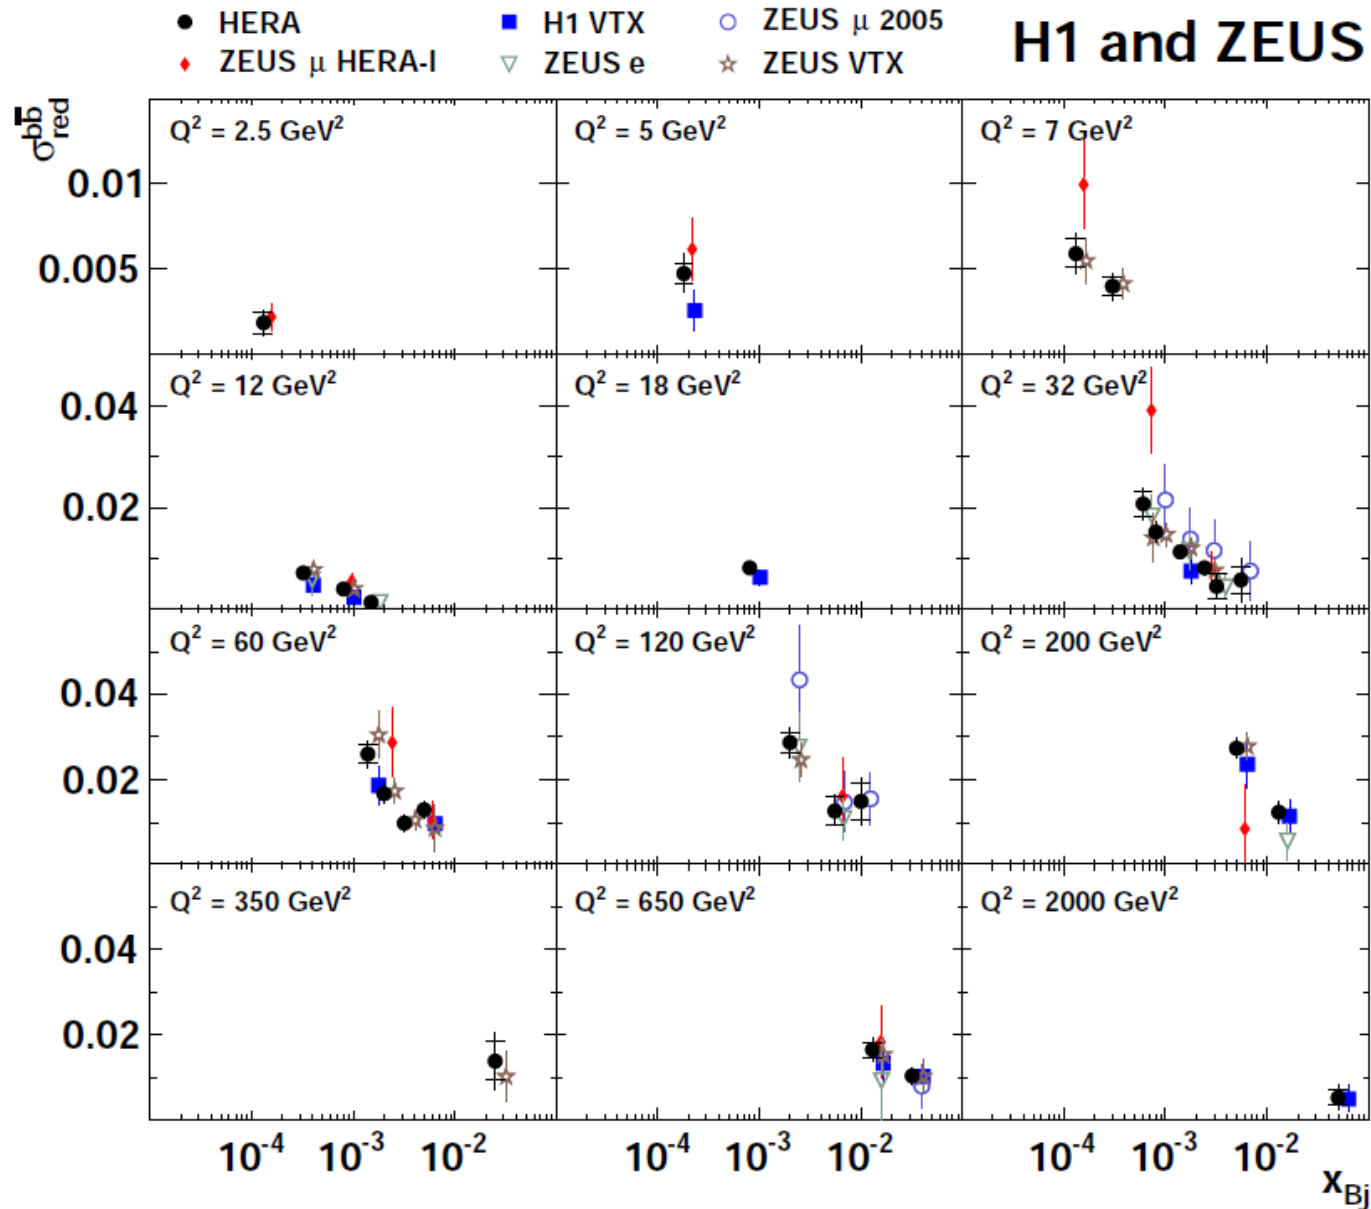 HERA H1 VTX ZEUS μ 2005 H1 and ZEUS
ZEUS μ HERA-I ZEUS e ZEUS VTX
σ_red^{bb̄}
Q² = 2.5 GeV² Q² = 5 GeV² Q² = 7 GeV²
0.01
0.005
Q² = 12 GeV² Q² = 18 GeV² Q² = 32 GeV²
0.04
0.02
Q² = 60 GeV² Q² = 120 GeV² Q² = 200 GeV²
0.04
0.02
Q² = 350 GeV² Q² = 650 GeV² Q² = 2000 GeV²
0.04
0.02
10⁻⁴ 10⁻³ 10⁻² 10⁻⁴ 10⁻³ 10⁻² 10⁻⁴ 10⁻³ 10⁻²
x_Bj